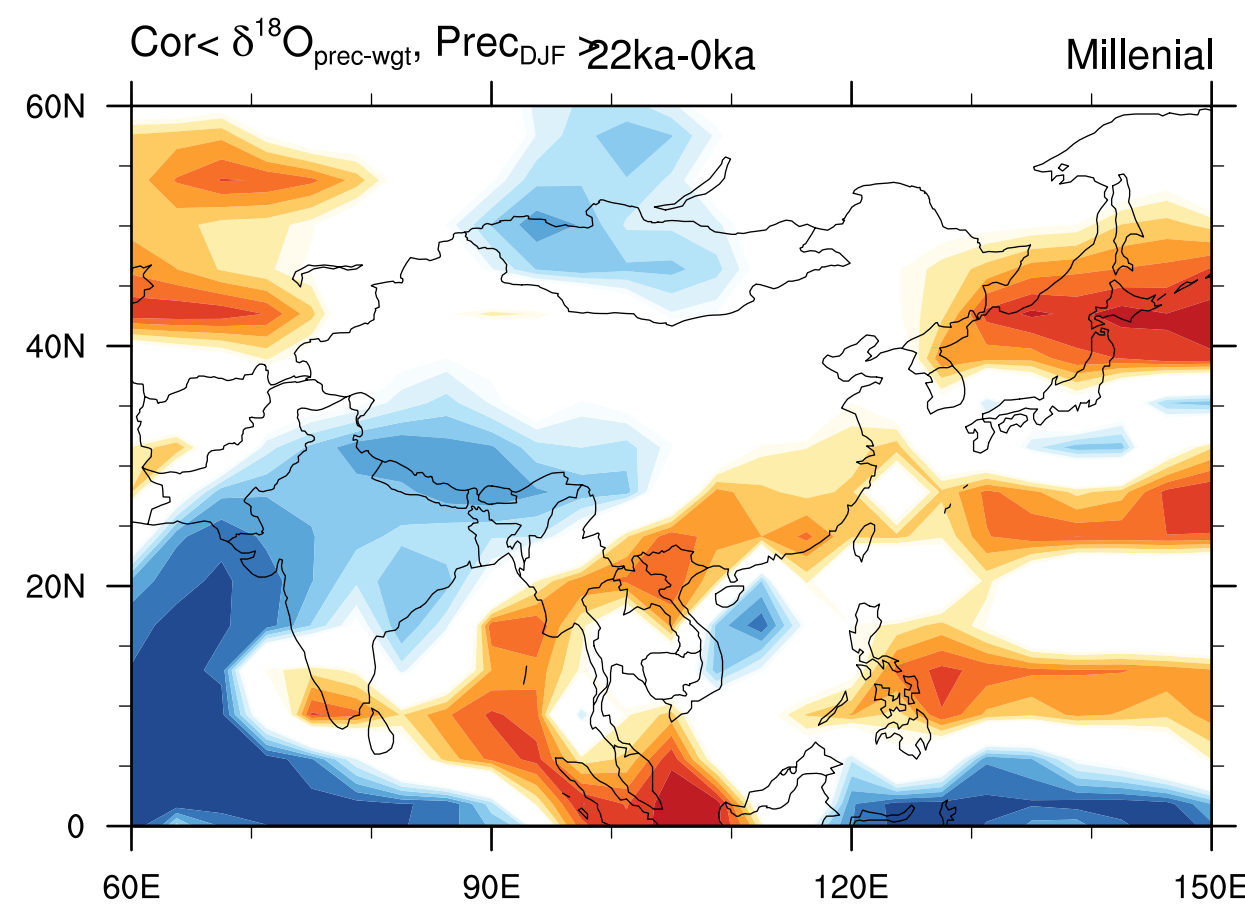 Cor< δ¹⁸Oprec-wgt, PrecDJF >22ka-0ka Millenial
60N
40N
20N
0
60E 90E 120E 150E